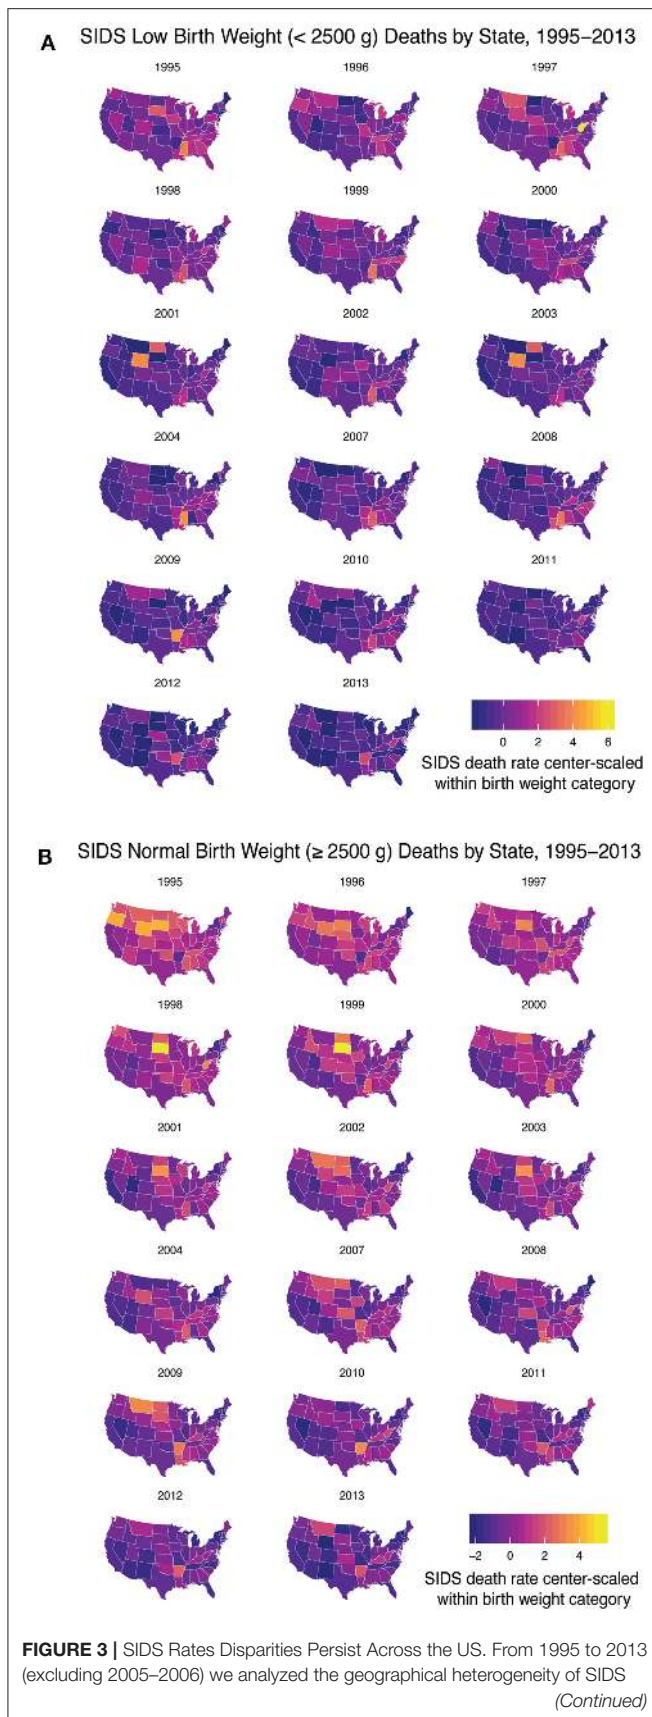 A SIDS Low Birth Weight (< 2500 g) Deaths by State, 1995–2013
1995 1996 1997
1998 1999 2000
2001 2002 2003
2004 2007 2008
2009 2010 2011
2012 2013
0 2 4 6
SIDS death rate center-scaled
within birth weight category
B SIDS Normal Birth Weight (≥ 2500 g) Deaths by State, 1995–2013
1995 1996 1997
1998 1999 2000
2001 2002 2003
2004 2007 2008
2009 2010 2011
2012 2013
−2 0 2 4
SIDS death rate center-scaled
within birth weight category
FIGURE 3 | SIDS Rates Disparities Persist Across the US. From 1995 to 2013
(excluding 2005–2006) we analyzed the geographical heterogeneity of SIDS
(Continued)